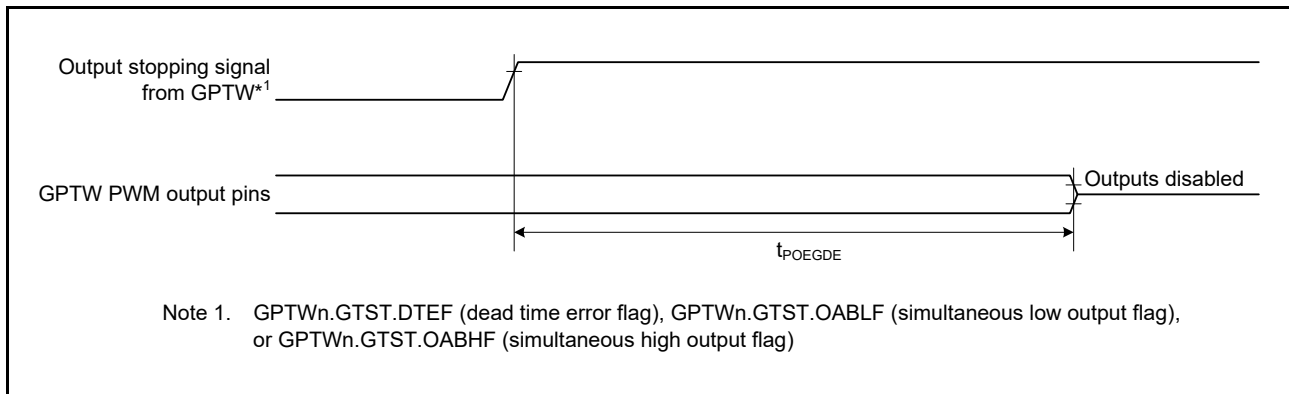 Output stopping signal
from GPTW*1
GPTW PWM output pins
Outputs disabled
tPOEGDE
Note 1. GPTWn.GTST.DTEF (dead time error flag), GPTWn.GTST.OABLF (simultaneous low output flag),
or GPTWn.GTST.OABHF (simultaneous high output flag)